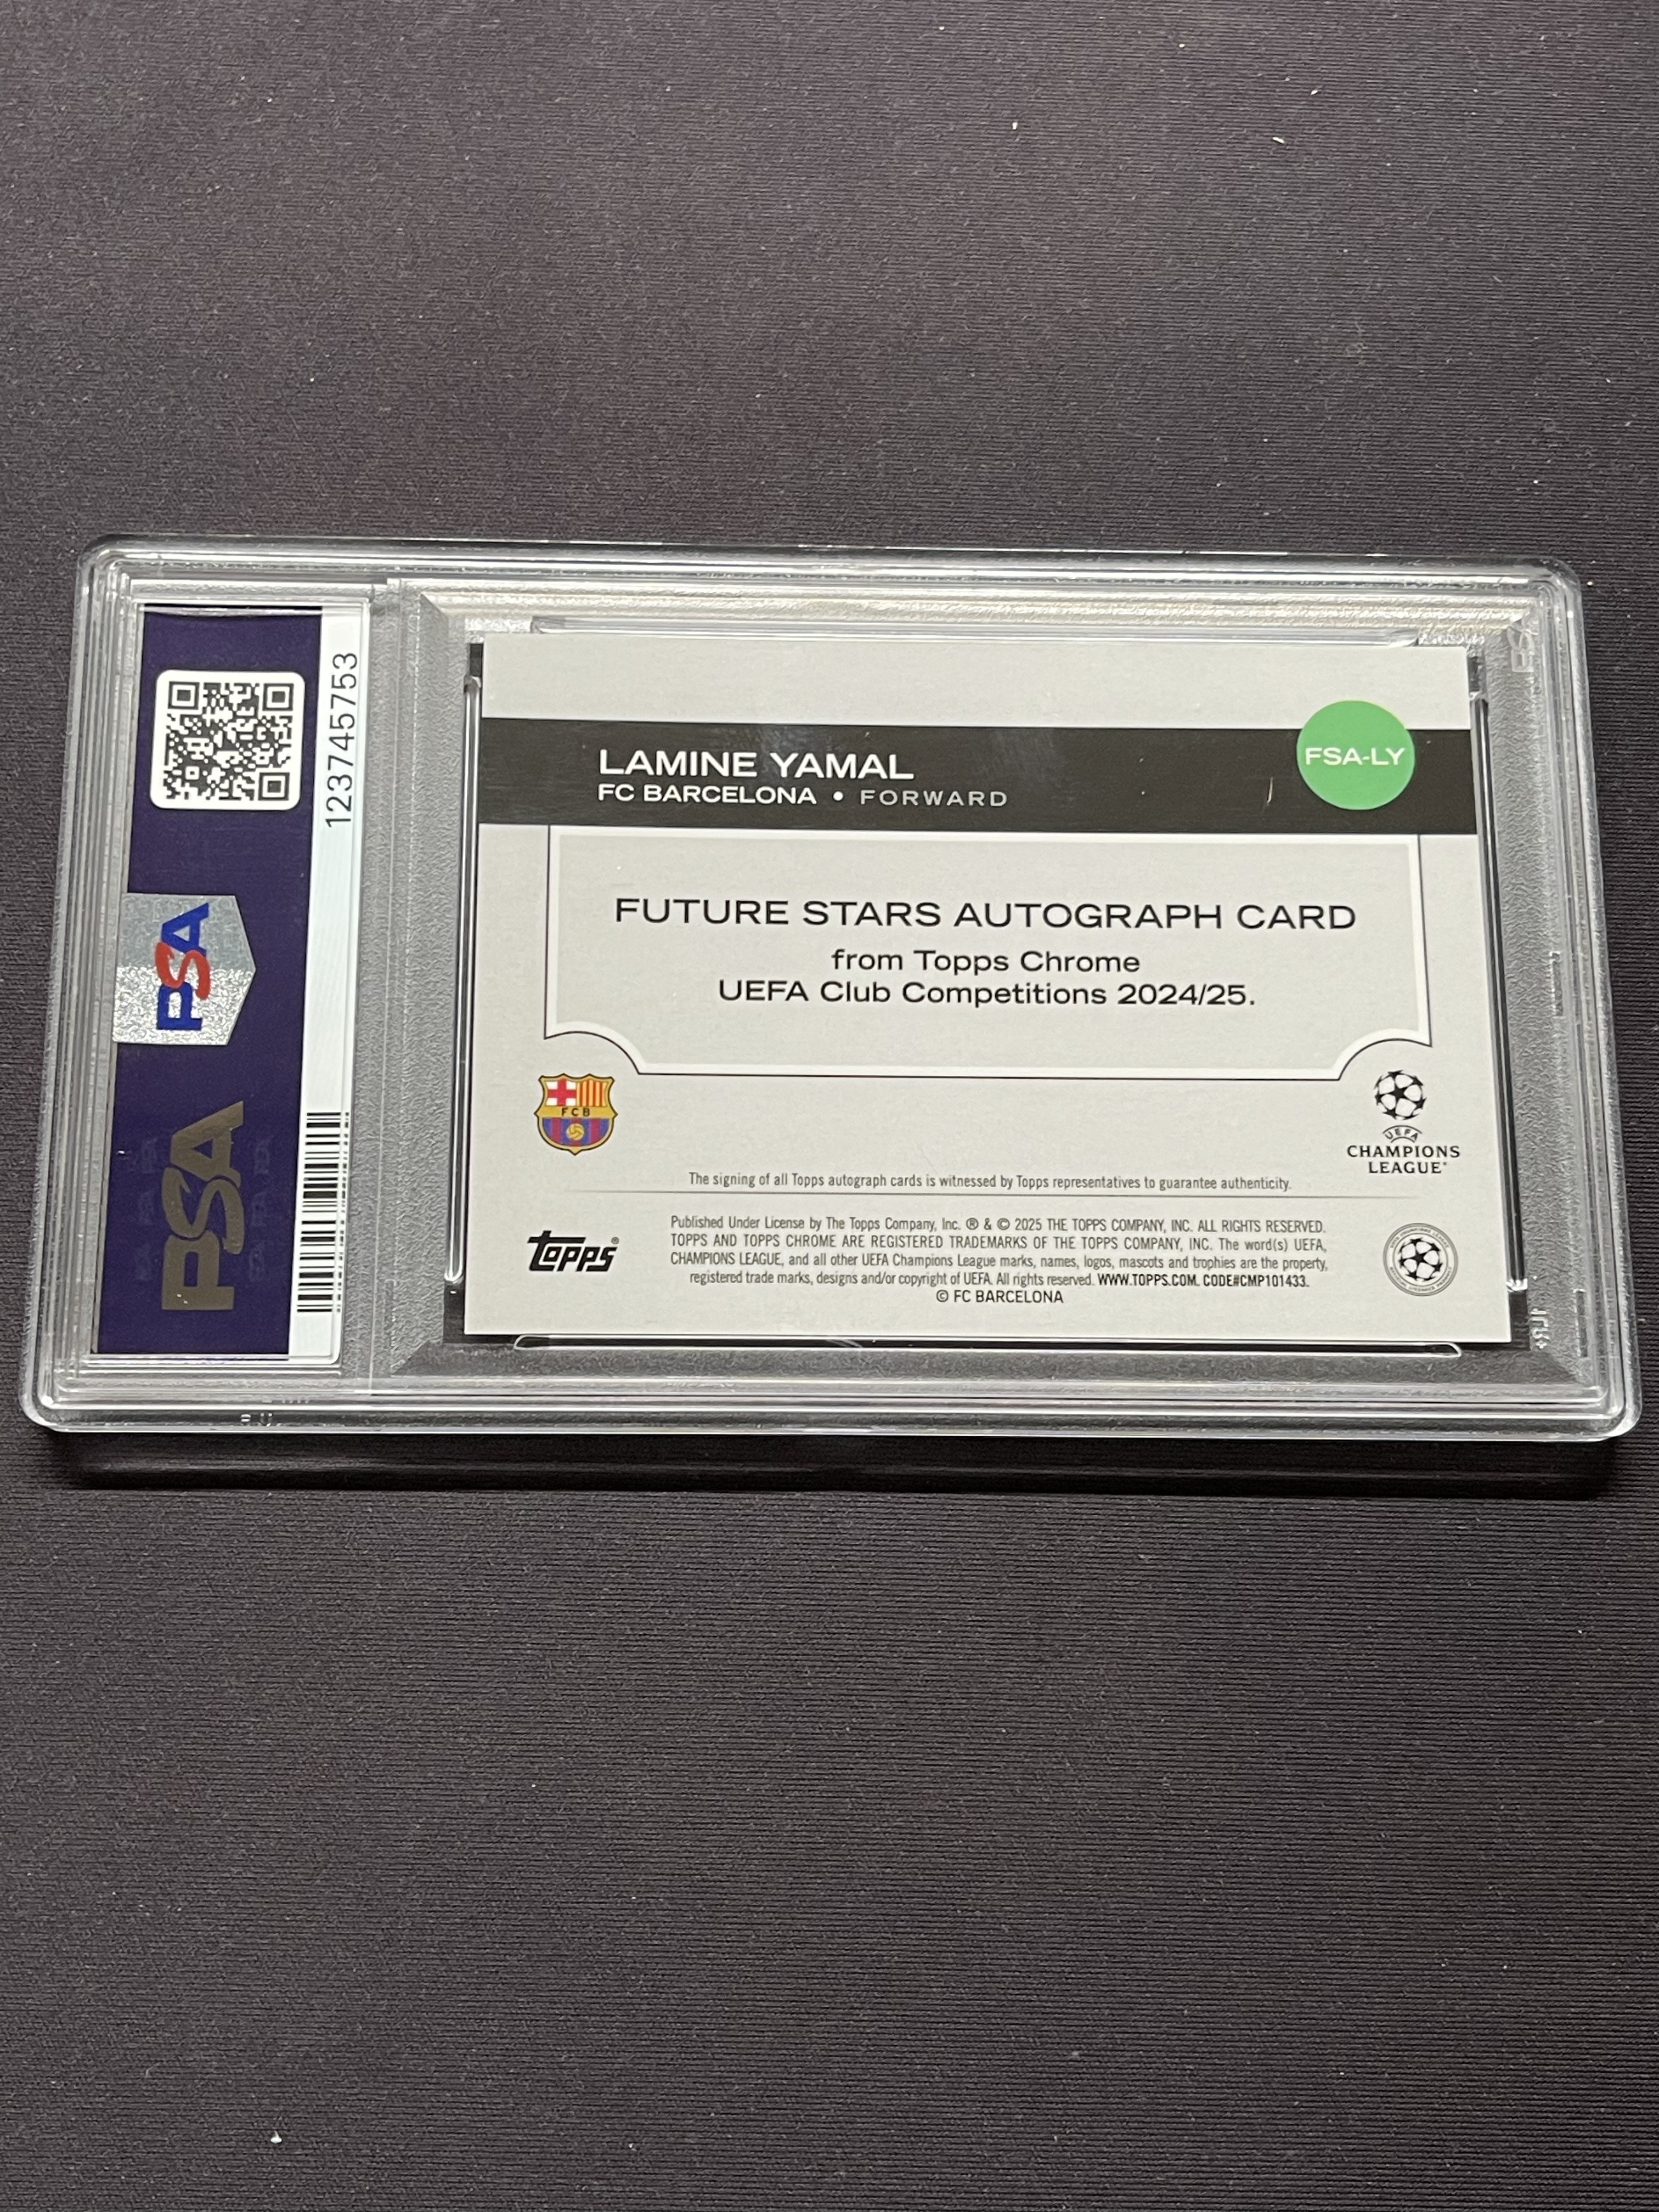 123745753
PSA
PSA
LAMINE YAMAL
FC BARCELONA • FORWARD
FSA-LY
FUTURE STARS AUTOGRAPH CARD
from Topps Chrome
UEFA Club Competitions 2024/25.
FCB
UEFA
CHAMPIONS
LEAGUE®
The signing of all Topps autograph cards is witnessed by Topps representatives to guarantee authenticity.
topps®
Published Under License by The Topps Company, Inc. ® & © 2025 THE TOPPS COMPANY, INC. ALL RIGHTS RESERVED.
TOPPS AND TOPPS CHROME ARE REGISTERED TRADEMARKS OF THE TOPPS COMPANY, INC. The word(s) UEFA,
CHAMPIONS LEAGUE, and all other UEFA Champions League marks, names, logos, mascots and trophies are the property,
registered trade marks, designs and/or copyright of UEFA. All rights reserved. WWW.TOPPS.COM. CODE#CMP101433.
© FC BARCELONA